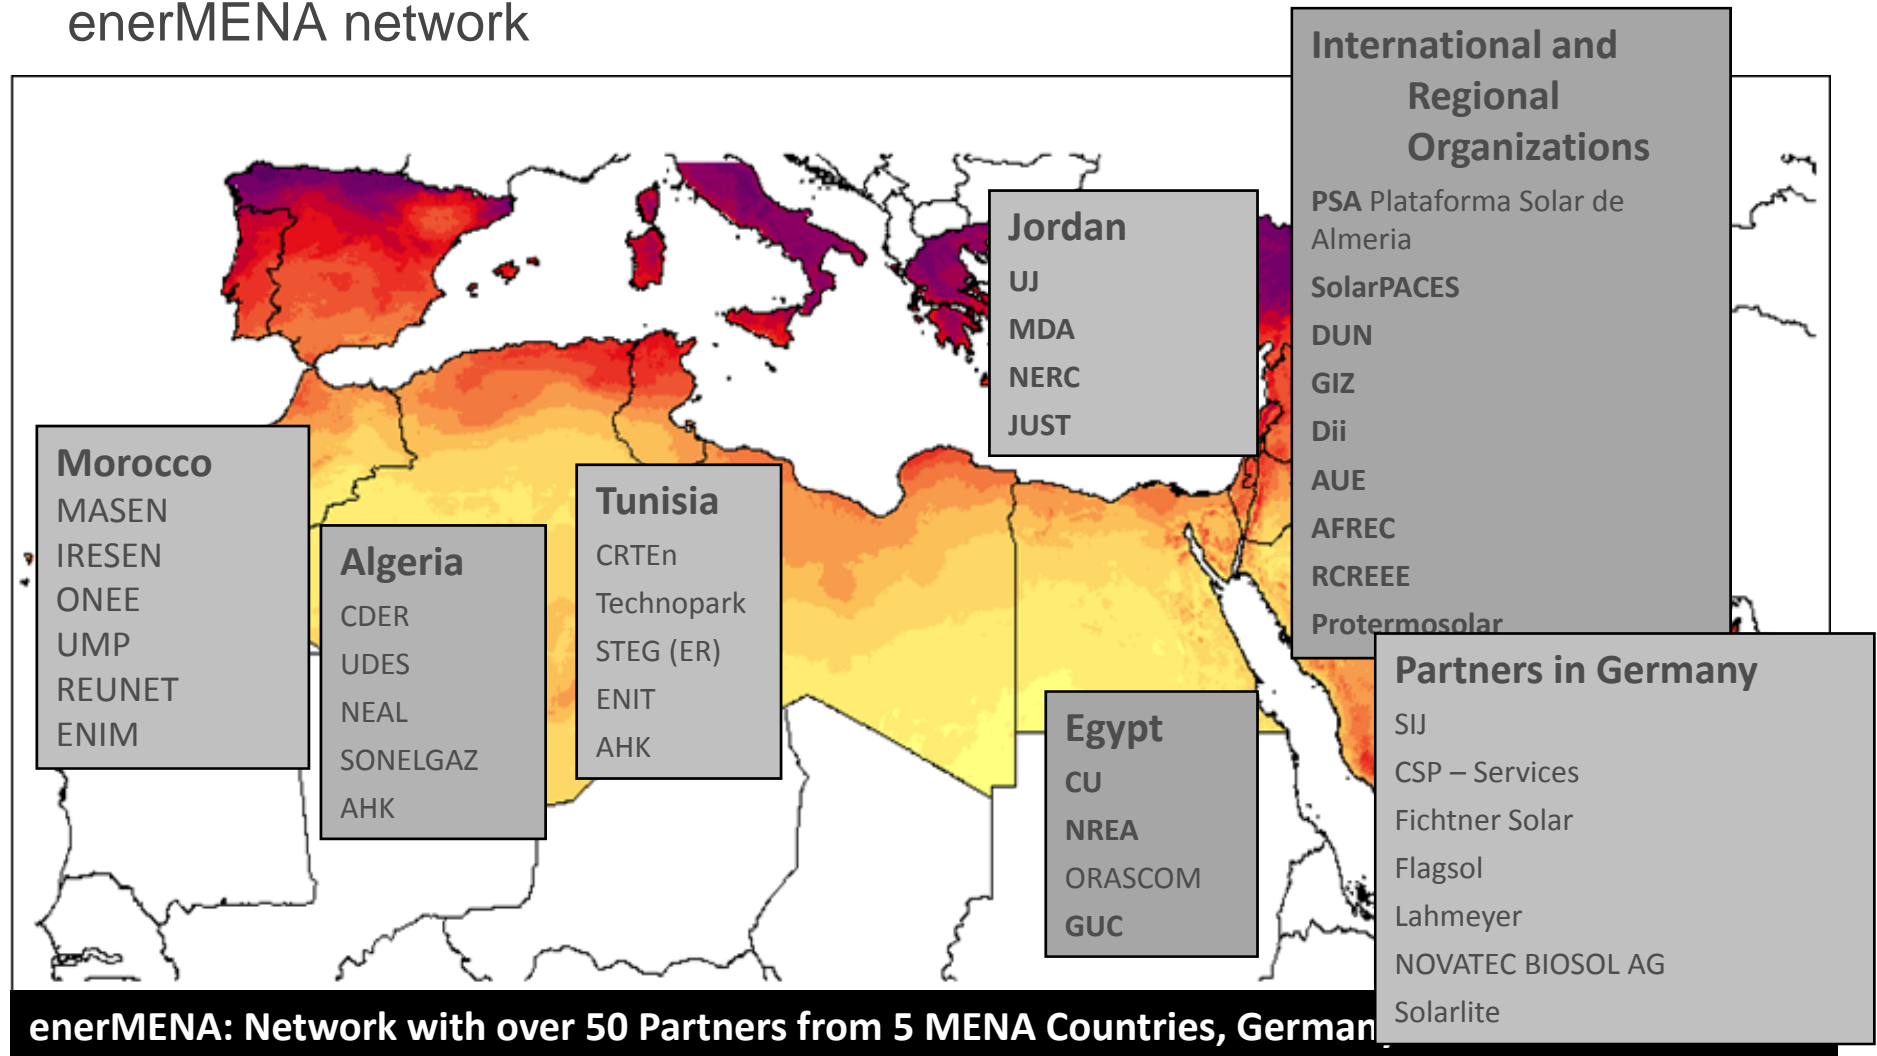 enerMENA network
International and
Regional
Organizations
PSA Plataforma Solar de
Almeria
SolarPACES
DUN
GIZ
Dii
AUE
AFREC
RCREEE
Protermosolar
Jordan
UJ
MDA
NERC
JUST
Morocco
MASEN
IRESEN
ONEE
UMP
REUNET
ENIM
Algeria
CDER
UDES
NEAL
SONELGAZ
AHK
Tunisia
CRTEn
Technopark
STEG (ER)
ENIT
AHK
Egypt
CU
NREA
ORASCOM
GUC
Partners in Germany
SIJ
CSP – Services
Fichtner Solar
Flagsol
Lahmeyer
NOVATEC BIOSOL AG
Solarlite
enerMENA: Network with over 50 Partners from 5 MENA Countries,